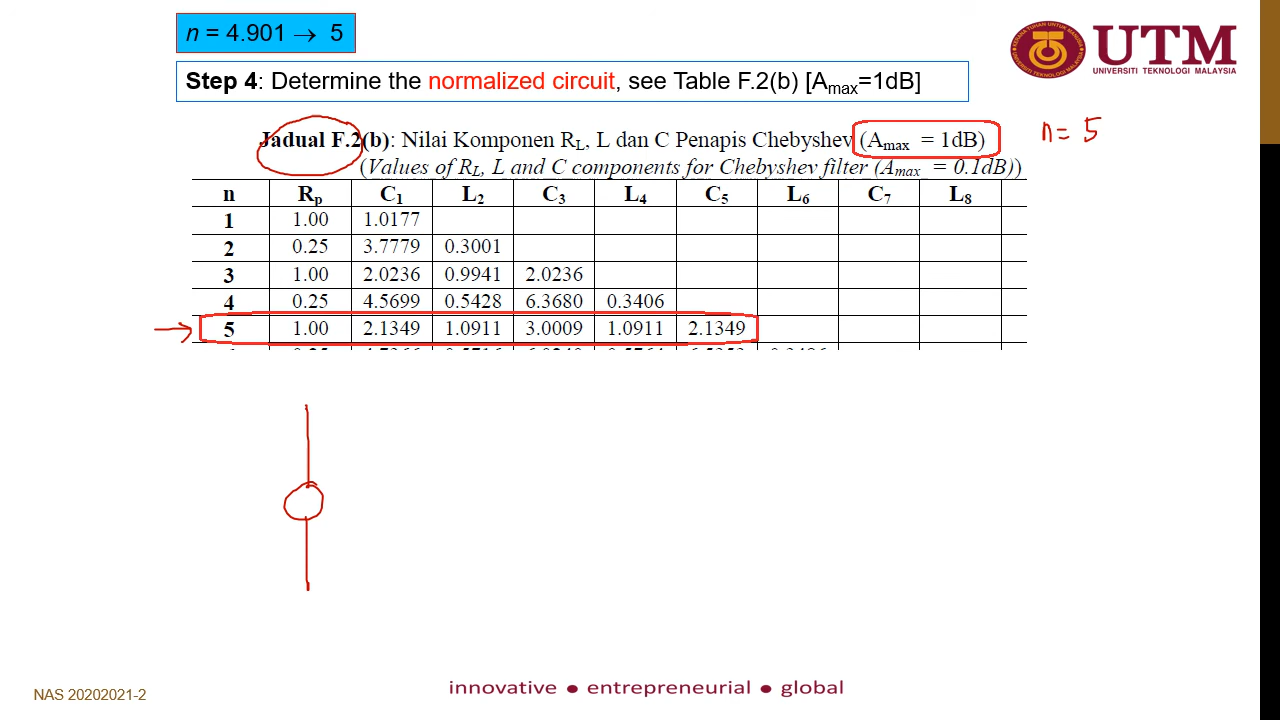 n = 4.901 → 5
UTM
UNIVERSITI TEKNOLOGI MALAYSIA
Step 4: Determine the normalized circuit, see Table F.2(b) [Amax=1dB]
n = 5
Jadual F.2(b): Nilai Komponen RL, L dan C Penapis Chebyshev (Amax = 1dB)
(Values of RL, L and C components for Chebyshev filter (Amax = 0.1dB))
n Rp C1 L2 C3 L4 C5 L6 C7 L8
1 1.00 1.0177
2 0.25 3.7779 0.3001
3 1.00 2.0236 0.9941 2.0236
4 0.25 4.5699 0.5428 6.3680 0.3406
5 1.00 2.1349 1.0911 3.0009 1.0911 2.1349
innovative ● entrepreneurial ● global
NAS 20202021-2